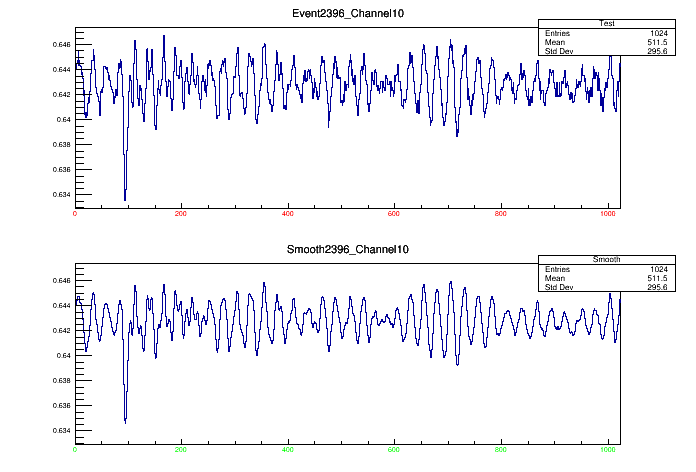 Event2396_Channel10
Test
Entries 1024
Mean 511.5
Std Dev 295.6
0.646
0.644
0.642
0.64
0.638
0.636
0.634
0 200 400 600 800 1000
Smooth2396_Channel10
Smooth
Entries 1024
Mean 511.5
Std Dev 295.6
0.646
0.644
0.642
0.64
0.638
0.636
0.634
0 200 400 600 800 1000